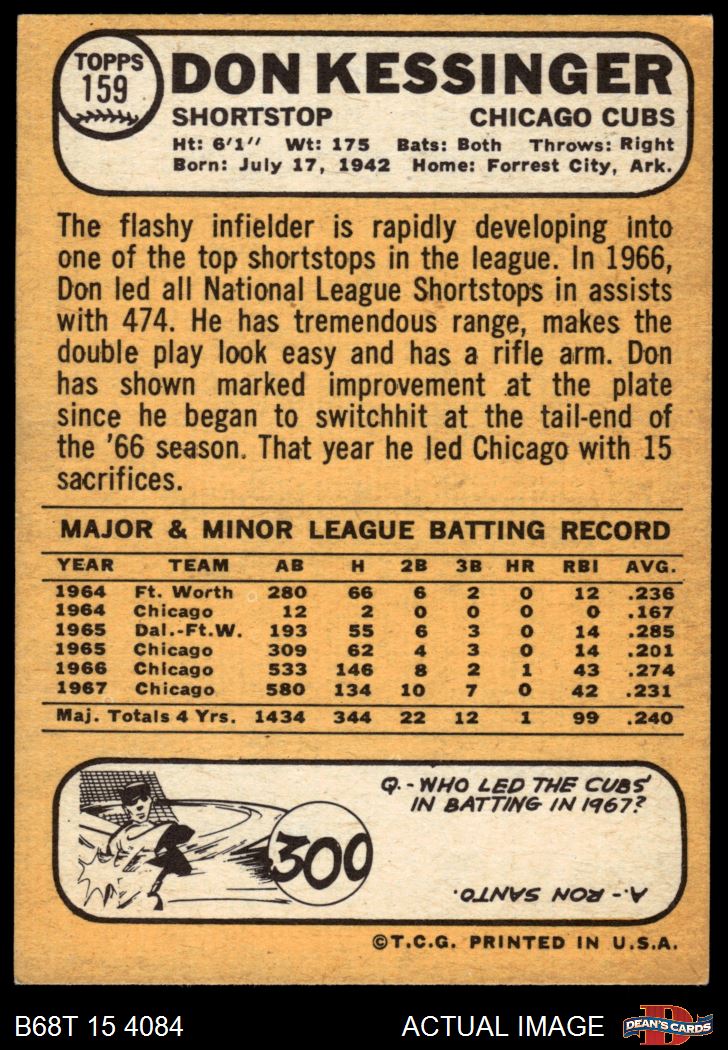 TOPPS
159
DON KESSINGER
SHORTSTOP CHICAGO CUBS
Ht: 6'1" Wt: 175 Bats: Both Throws: Right
Born: July 17, 1942 Home: Forrest City, Ark.
The flashy infielder is rapidly developing into
one of the top shortstops in the league. In 1966,
Don led all National League Shortstops in assists
with 474. He has tremendous range, makes the
double play look easy and has a rifle arm. Don
has shown marked improvement at the plate
since he began to switchhit at the tail-end of
the '66 season. That year he led Chicago with 15
sacrifices.
MAJOR & MINOR LEAGUE BATTING RECORD
YEAR TEAM AB H 2B 3B HR RBI AVG.
1964 Ft. Worth 280 66 6 2 0 12 .236
1964 Chicago 12 2 0 0 0 0 .167
1965 Dal.-Ft.W. 193 55 6 3 0 14 .285
1965 Chicago 309 62 4 3 0 14 .201
1966 Chicago 533 146 8 2 1 43 .274
1967 Chicago 580 134 10 7 0 42 .231
Maj. Totals 4 Yrs. 1434 344 22 12 1 99 .240
Q.-WHO LED THE CUBS'
IN BATTING IN 1967?
300
A.- RON SANTO.
©T.C.G. PRINTED IN U.S.A.
B68T 15 4084 ACTUAL IMAGE
D
DEAN'S CARDS